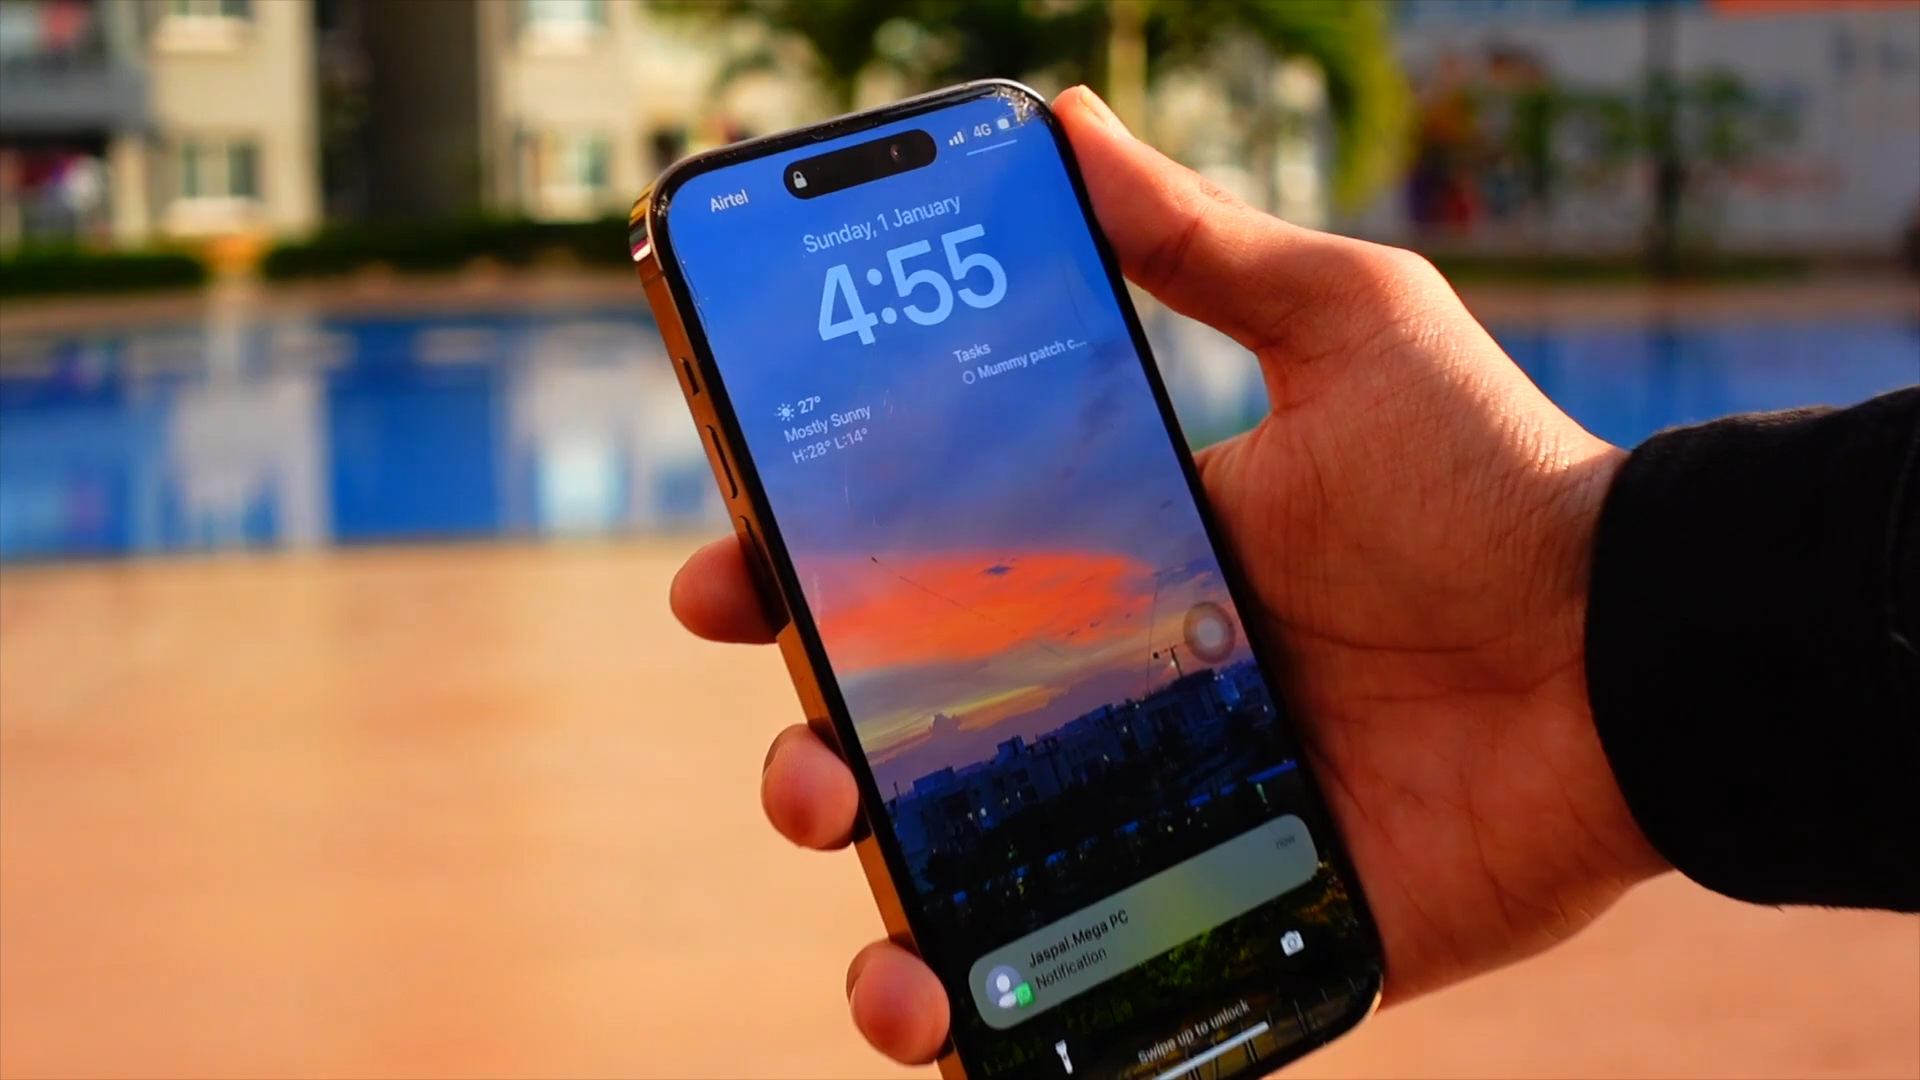 Airtel
4G
Sunday, 1 January
4:55
Tasks
Mummy patch c...
27°
Mostly Sunny
H:28° L:14°
now
Jaspal.Mega PC
Notification
Swipe up to unlock